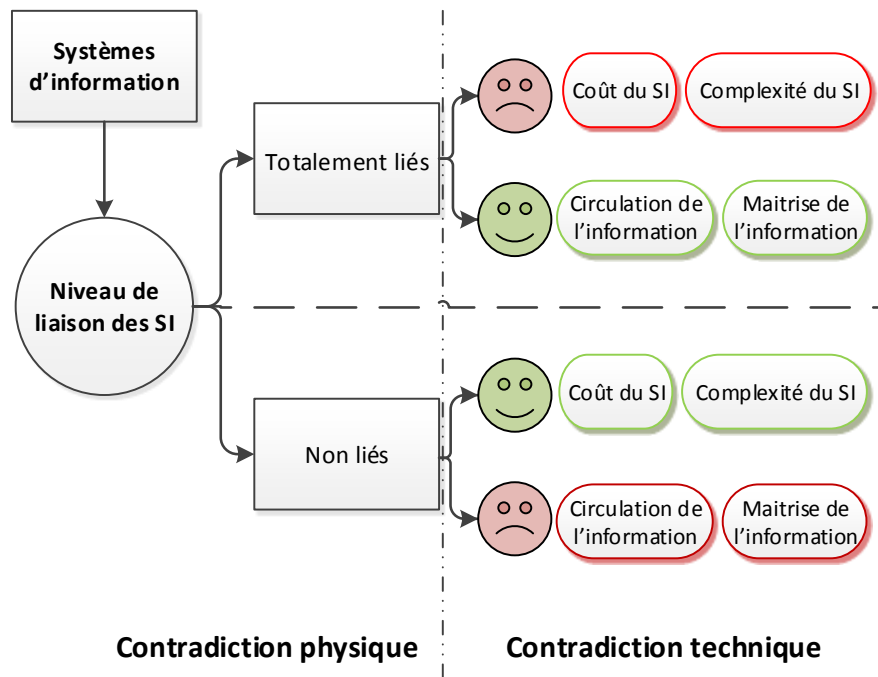 Systèmes
d’information
Niveau de
liaison des SI
Totalement liés
Coût du SI
Complexité du SI
Circulation de
l’information
Maitrise de
l’information
Non liés
Coût du SI
Complexité du SI
Circulation de
l’information
Maitrise de
l’information
Contradiction physique
Contradiction technique